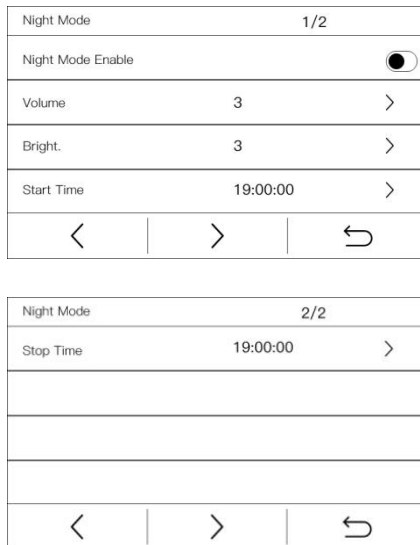 Night Mode 1/2
Night Mode Enable
Volume 3
Bright. 3
Start Time 19:00:00
Night Mode 2/2
Stop Time 19:00:00